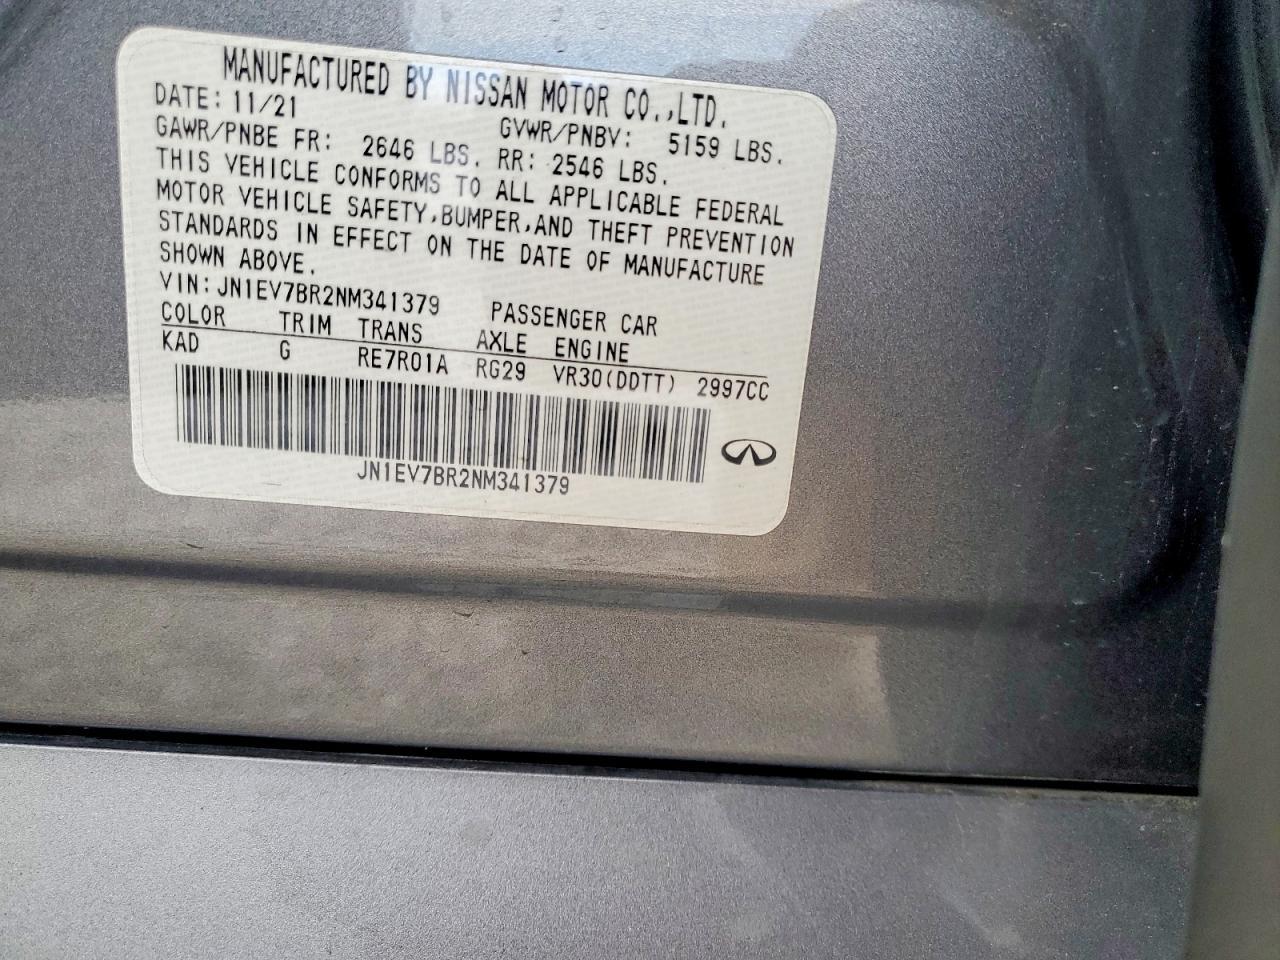 MANUFACTURED BY NISSAN MOTOR CO.,LTD.
DATE: 11/21
GVWR/PNBV: 5159 LBS.
GAWR/PNBE FR: 2646 LBS. RR: 2546 LBS.
THIS VEHICLE CONFORMS TO ALL APPLICABLE FEDERAL
MOTOR VEHICLE SAFETY,BUMPER,AND THEFT PREVENTION
STANDARDS IN EFFECT ON THE DATE OF MANUFACTURE
SHOWN ABOVE.
VIN:JN1EV7BR2NM341379 PASSENGER CAR
COLOR TRIM TRANS AXLE ENGINE
KAD G RE7R01A RG29 VR30(DDTT) 2997CC
JN1EV7BR2NM341379